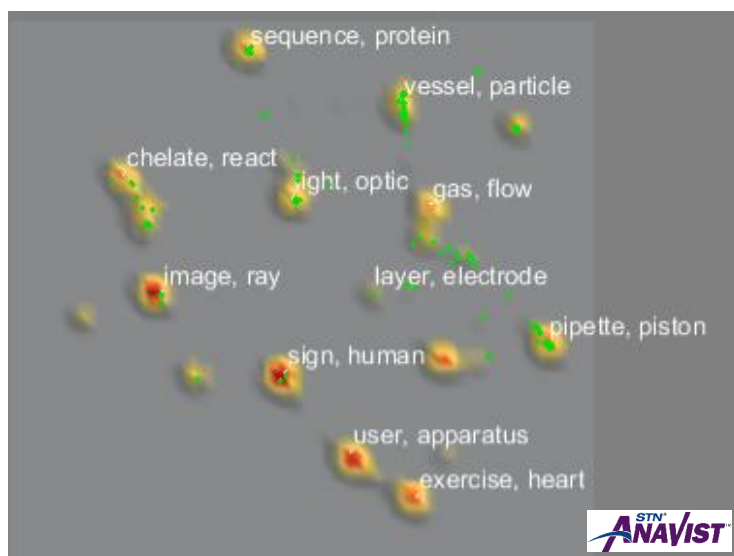 sequence, protein
vessel, particle
chelate, react
light, optic
gas, flow
image, ray
layer, electrode
pipette, piston
sign, human
user, apparatus
exercise, heart
STN®
ANAVIST™